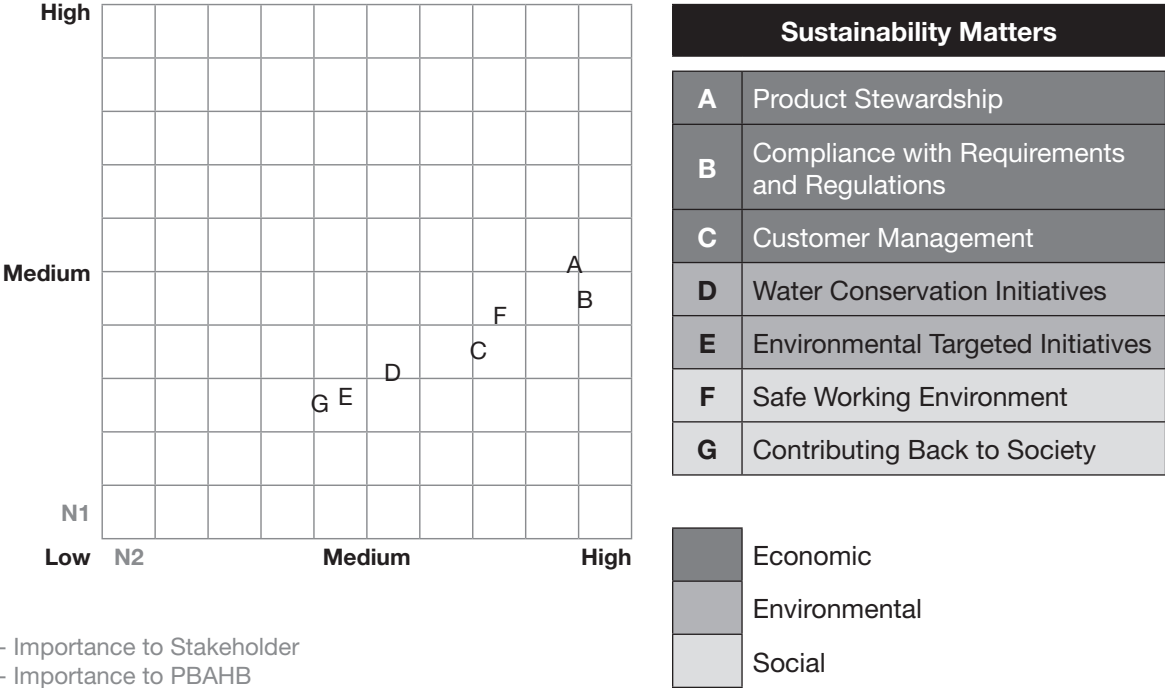 High
Medium
A
B
F
C
D
E
G
N1
Low N2 Medium High
- Importance to Stakeholder
- Importance to PBAHB
Sustainability Matters
A Product Stewardship
B Compliance with Requirements
and Regulations
C Customer Management
D Water Conservation Initiatives
E Environmental Targeted Initiatives
F Safe Working Environment
G Contributing Back to Society
Economic
Environmental
Social